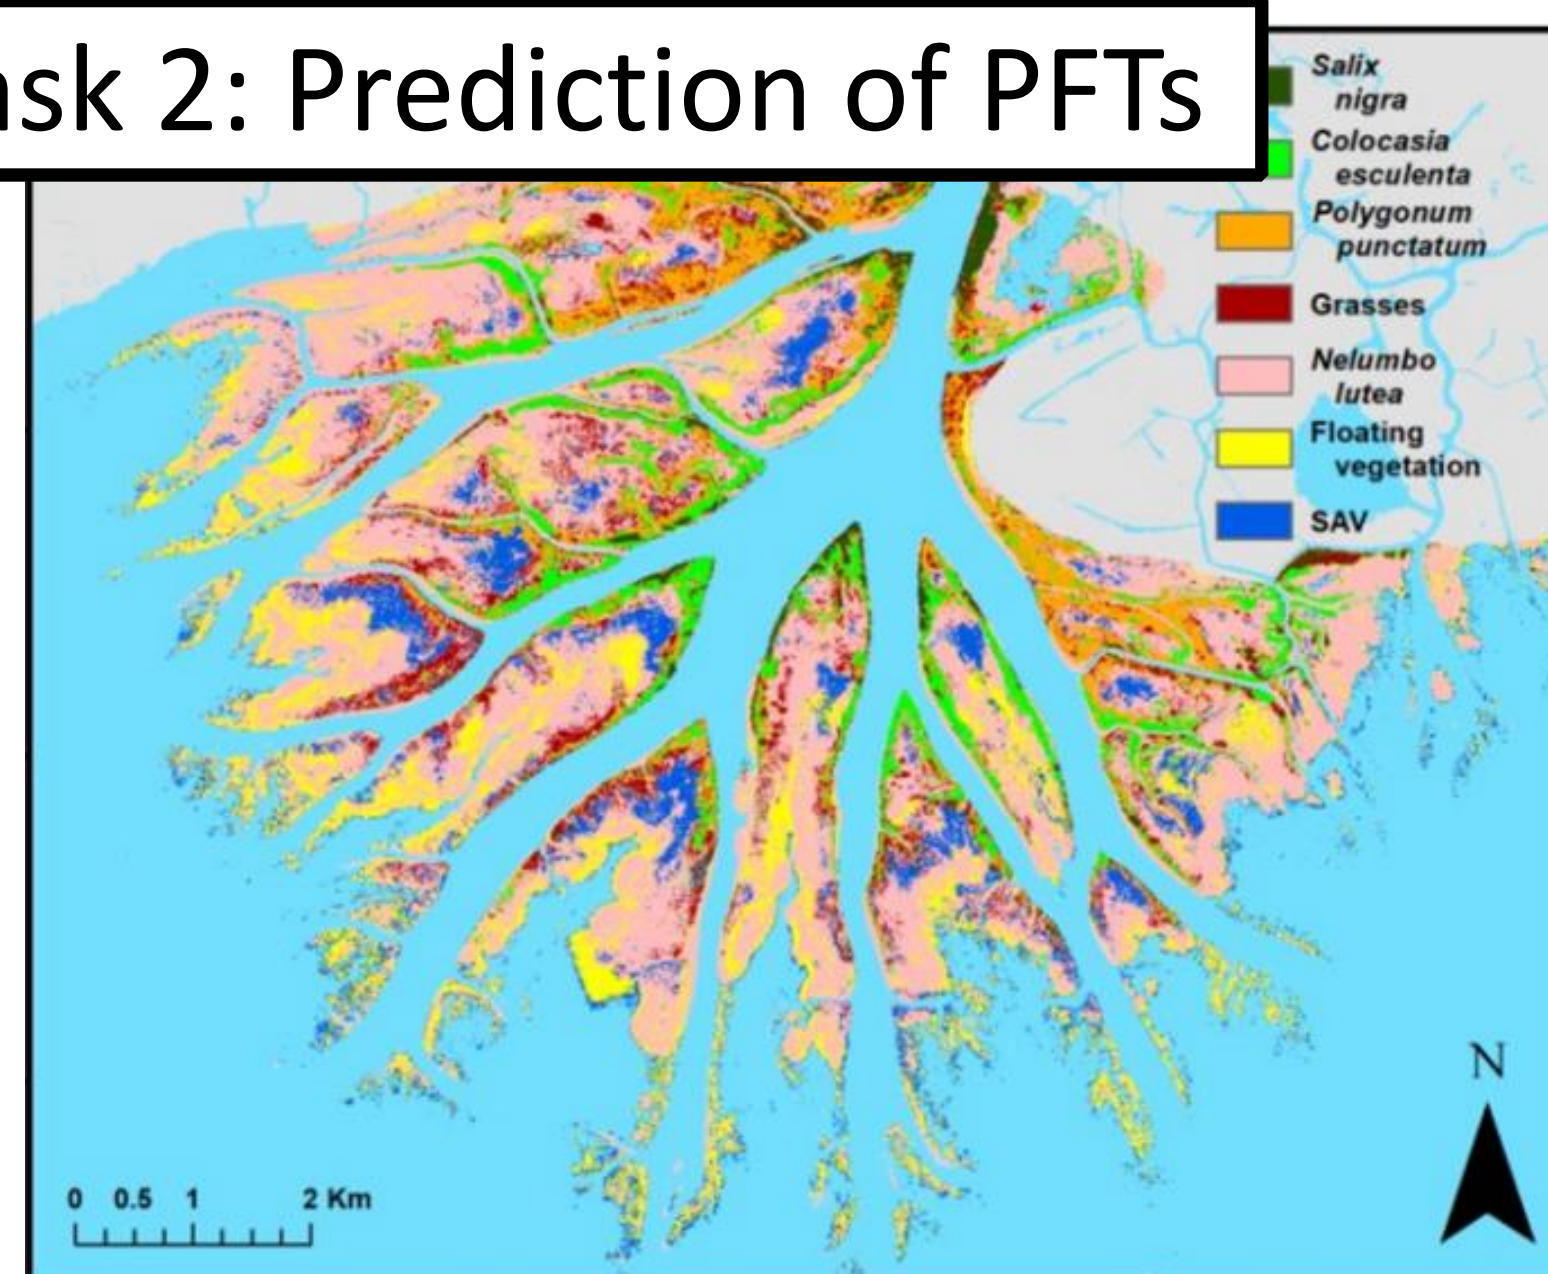 ask 2: Prediction of PFTs
Salix
nigra
Colocasia
esculenta
Polygonum
punctatum
Grasses
Nelumbo
lutea
Floating
vegetation
SAV
N
0 0.5 1 2 Km